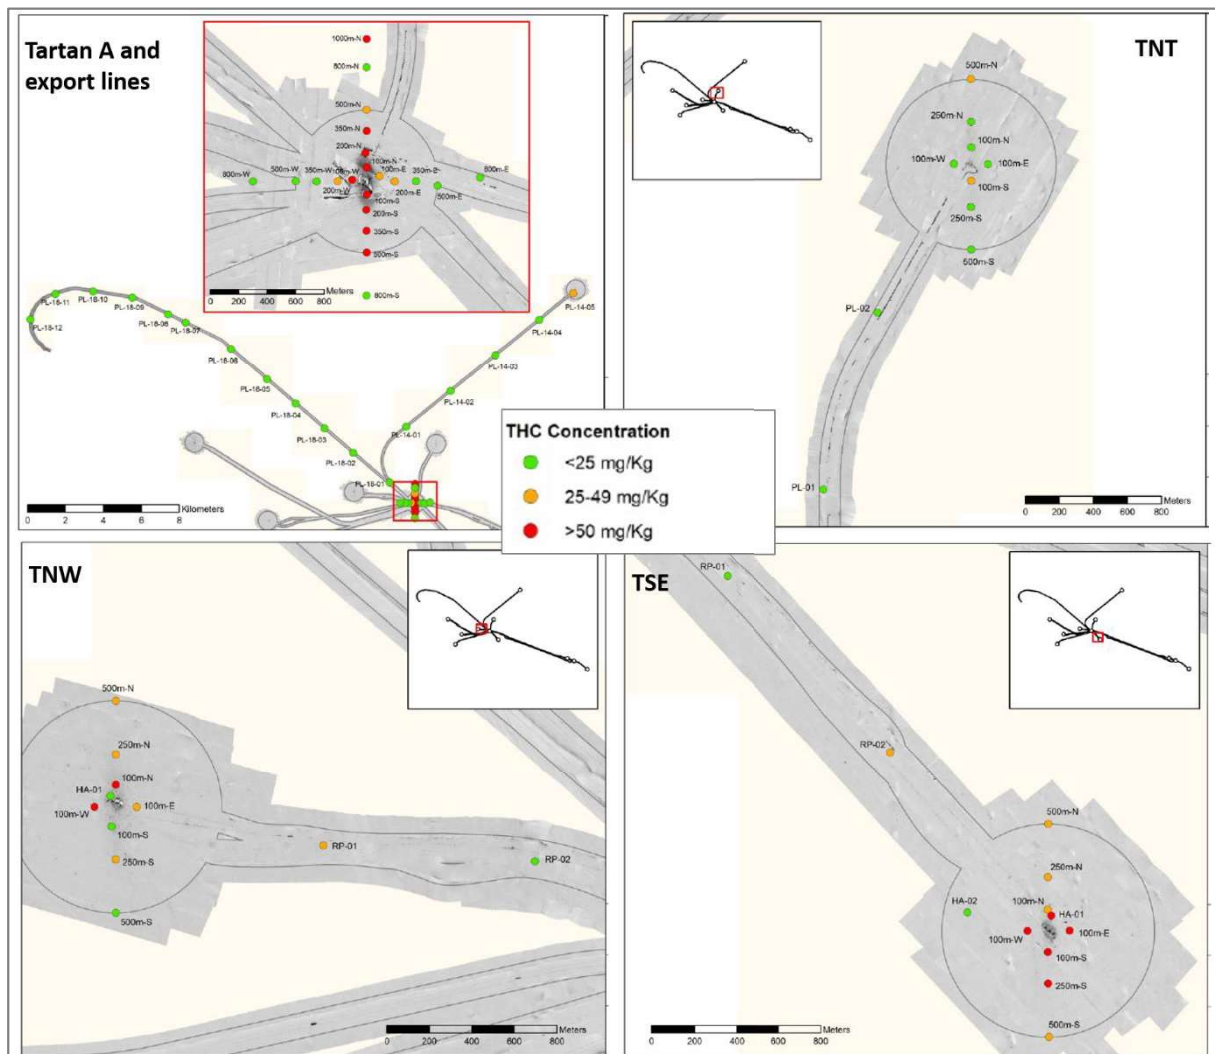 Tartan A and
export lines
1000m-N
800m-N
500m-N
350m-N
200m-N
100m-N
800m-W
500m-W
350m-W
100m-W
100m-E
350m-E
800m-E
200m-W
200m-E
500m-E
100m-S
200m-S
350m-S
500m-S
800m-S
0 200 400 600 800
Meters
PL-18-11
PL-18-10
PL-18-09
PL-18-08
PL-18-07
PL-18-12
PL-18-06
PL-18-05
PL-18-04
PL-18-03
PL-18-02
PL-18-01
PL-14-05
PL-14-04
PL-14-03
PL-14-02
PL-14-01
0 2 4 6 8
Kilometers
TNT
500m-N
250m-N
100m-N
100m-W
100m-E
100m-S
250m-S
500m-S
PL-02
PL-01
Meters
0 200 400 600 800
THC Concentration
<25 mg/Kg
25-49 mg/Kg
>50 mg/Kg
TNW
500m-N
250m-N
100m-N
HA-01
100m-W
100m-E
100m-S
250m-S
500m-S
RP-01
RP-02
Meters
0 200 400 600 800
TSE
RP-01
RP-02
500m-N
250m-N
HA-02
100m-N
HA-01
100m-W
100m-E
100m-S
250m-S
500m-S
Meters
0 200 400 600 800